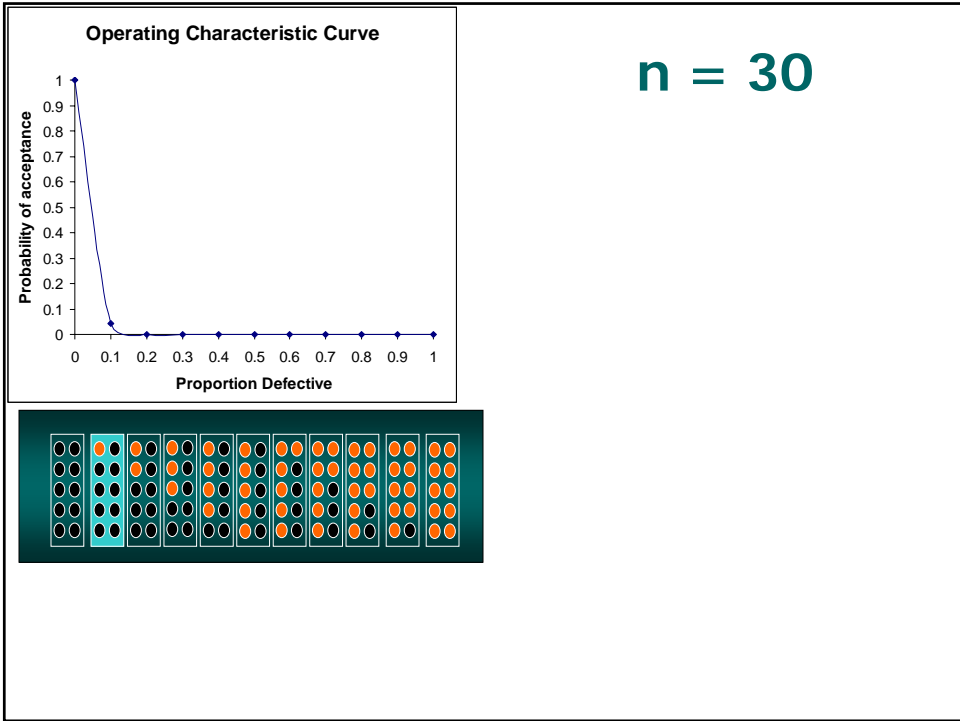 Operating Characteristic Curve
n = 30
Probability of acceptance
1
0.9
0.8
0.7
0.6
0.5
0.4
0.3
0.2
0.1
0
0 0.1 0.2 0.3 0.4 0.5 0.6 0.7 0.8 0.9 1
Proportion Defective